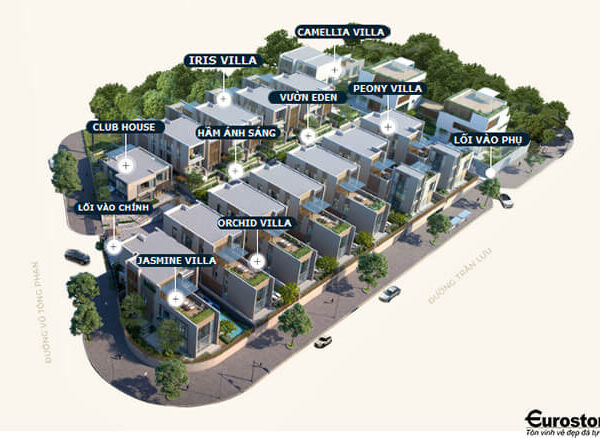 CAMELLIA VILLA
IRIS VILLA
PEONY VILLA
VƯỜN EDEN
CLUB HOUSE
HẦM ÁNH SÁNG
LỐI VÀO PHỤ
LỐI VÀO CHÍNH
ORCHID VILLA
JASMINE VILLA
ĐƯỜNG VŨ TÔNG PHAN
ĐƯỜNG TRẦN LỰU
Eurostor
Tôn vinh vẻ đẹp đá tự